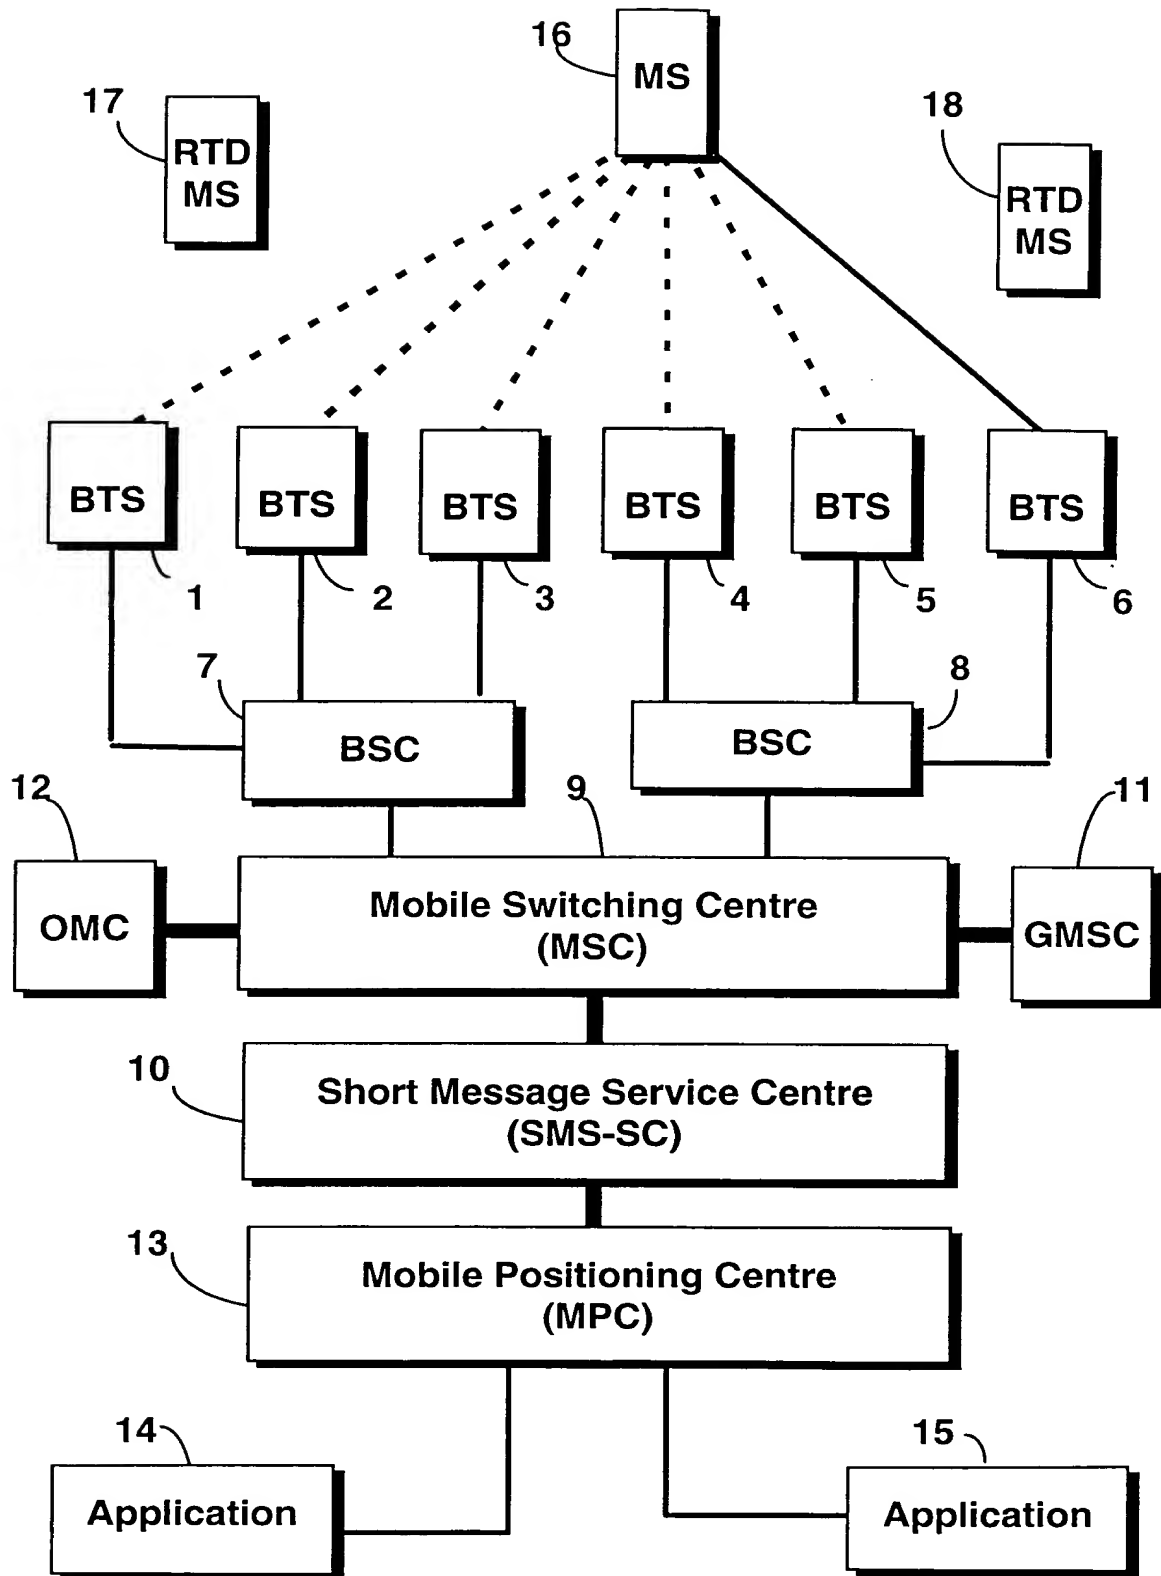 16
MS
17
RTD
MS
18
RTD
MS
BTS
BTS
BTS
BTS
BTS
BTS
1
2
3
4
5
6
7
BSC
8
BSC
12
OMC
9
Mobile Switching Centre
(MSC)
11
GMSC
10
Short Message Service Centre
(SMS-SC)
13
Mobile Positioning Centre
(MPC)
14
Application
15
Application